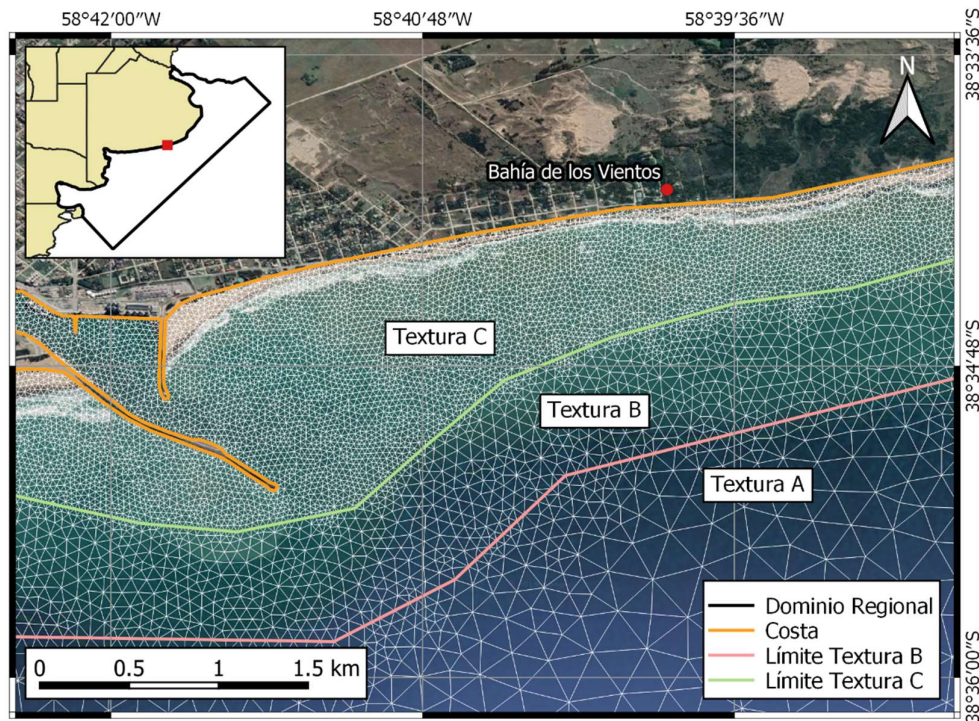 58°42'00"W
58°40'48"W
58°39'36"W
38°33'36"S
N
Bahía de los Vientos
Textura C
38°34'48"S
Textura B
Textura A
Dominio Regional
Costa
Límite Textura B
Límite Textura C
0 0.5 1 1.5 km
38°36'00"S